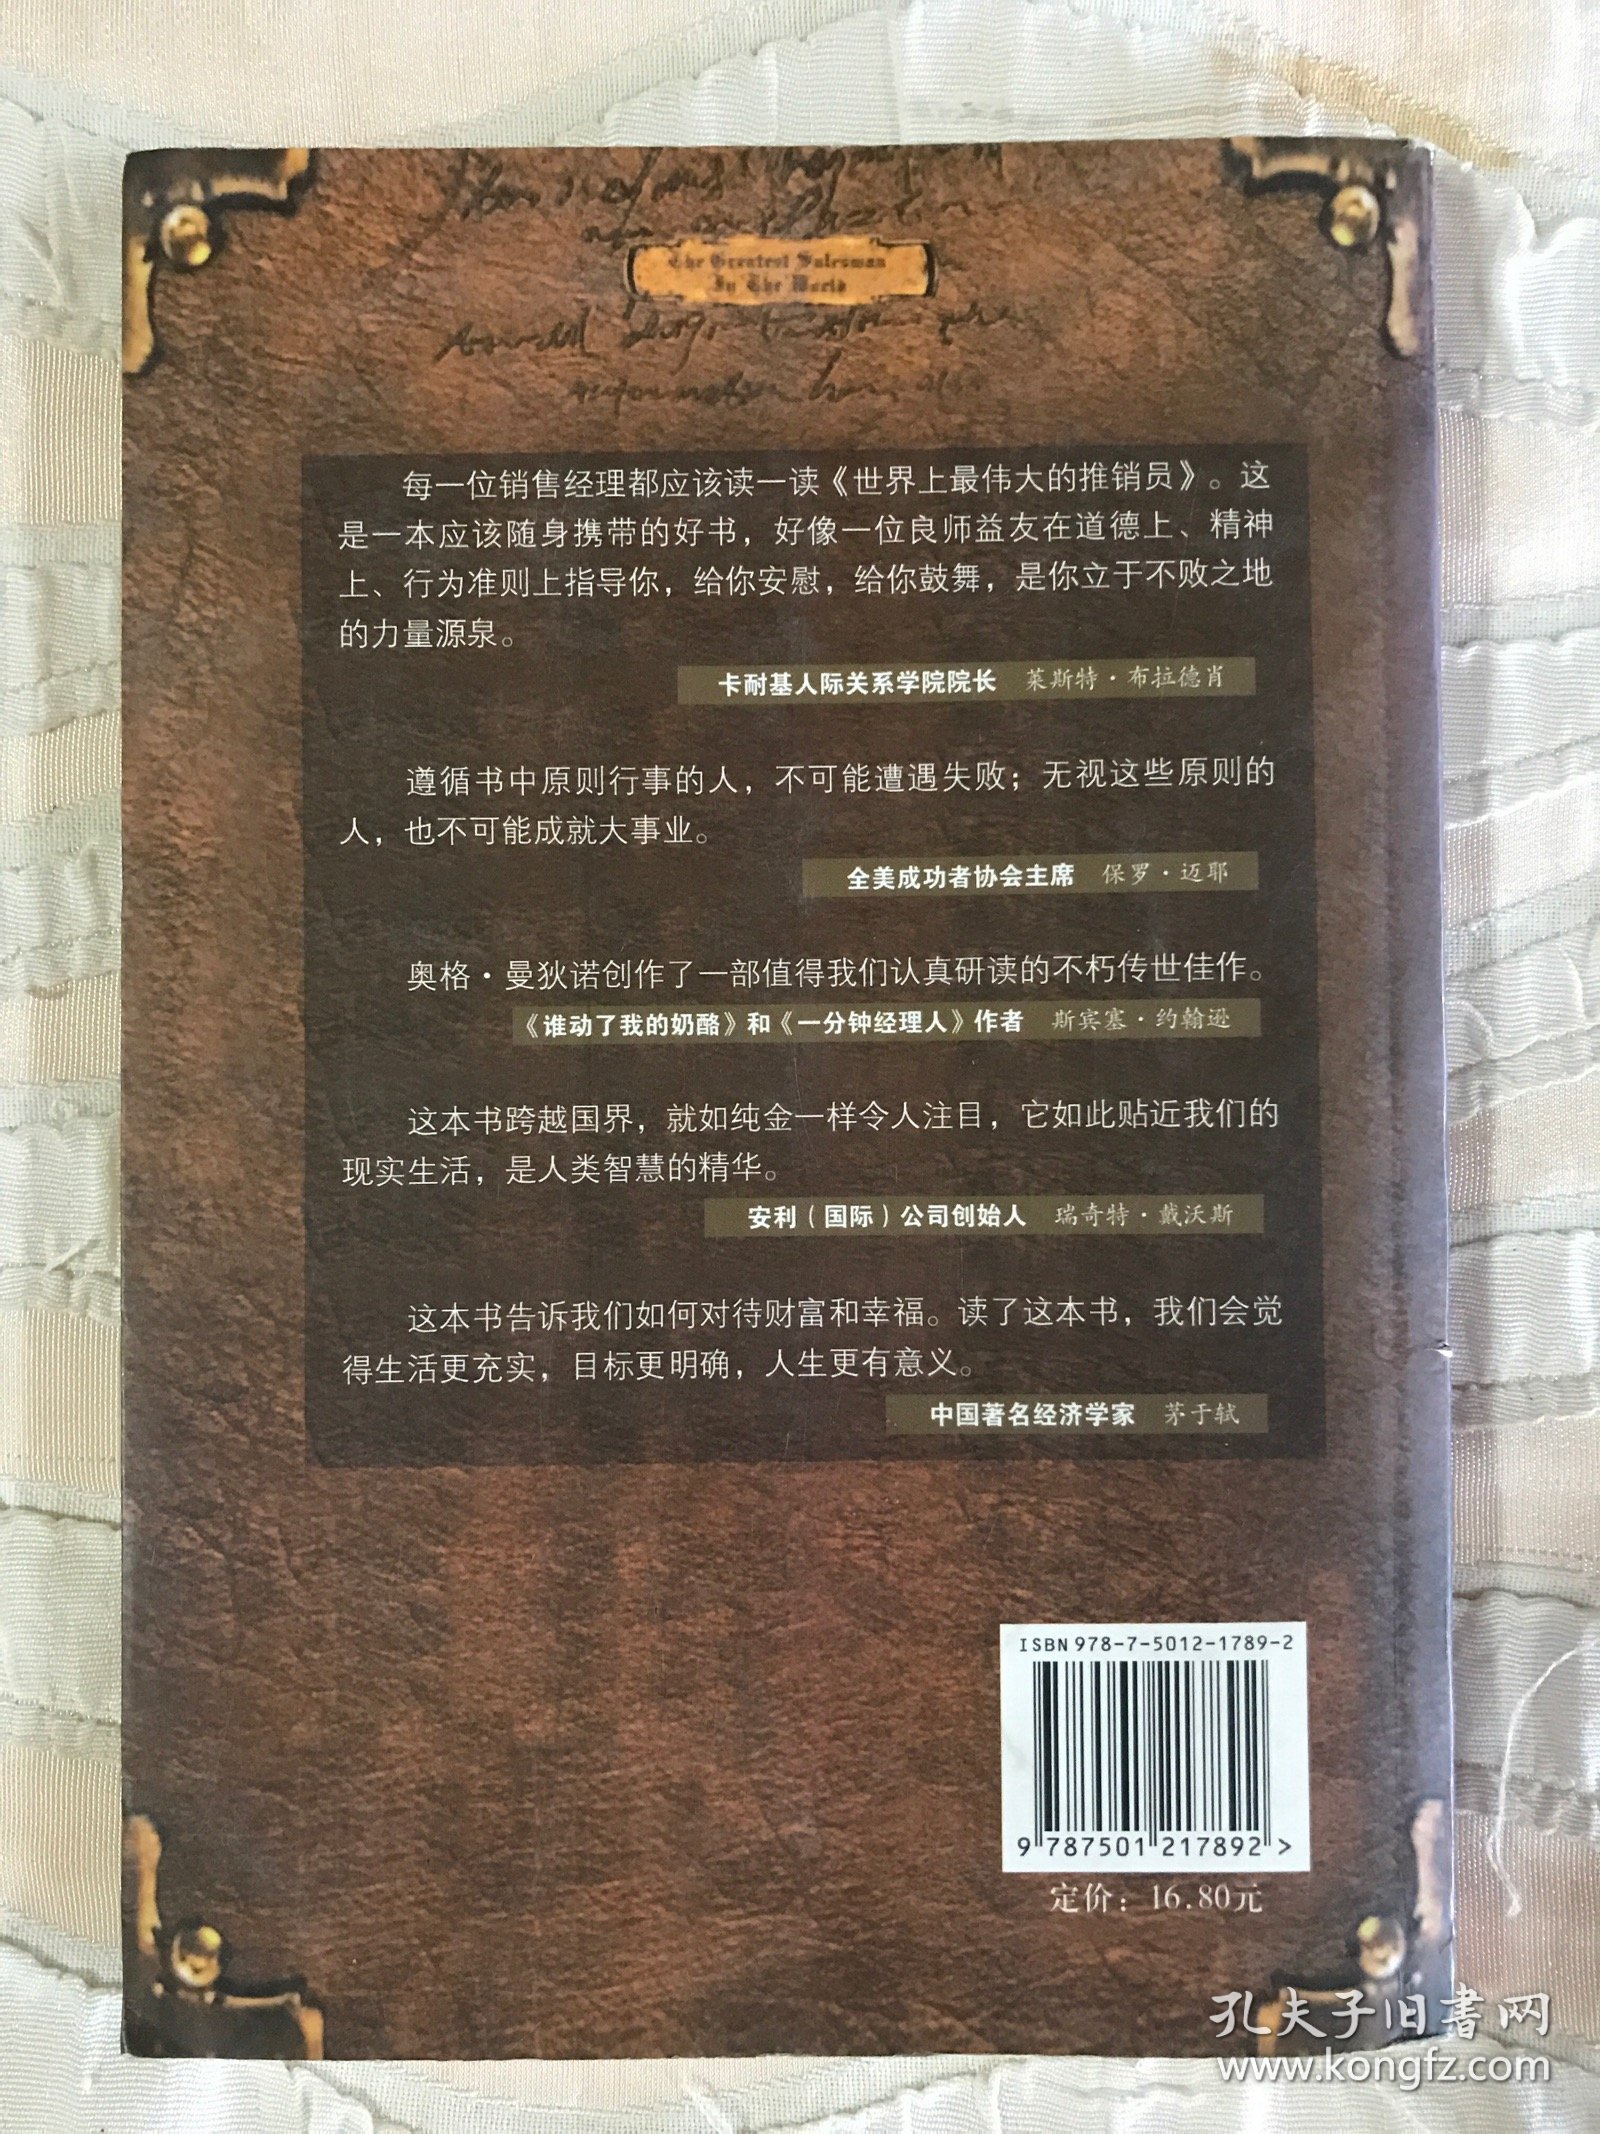 The Greatest Salesman
In The World
每一位销售经理都应该读一读《世界上最伟大的推销员》。这
是一本应该随身携带的好书，好像一位良师益友在道德上、精神
上、行为准则上指导你，给你安慰，给你鼓舞，是你立于不败之地
的力量源泉。
卡耐基人际关系学院院长 莱斯特·布拉德肖
遵循书中原则行事的人，不可能遭遇失败；无视这些原则的
人，也不可能成就大事业。
全美成功者协会主席 保罗·迈耶
奥格·曼狄诺创作了一部值得我们认真研读的不朽传世佳作。
《谁动了我的奶酪》和《一分钟经理人》作者 斯宾塞·约翰逊
这本书跨越国界，就如纯金一样令人注目，它如此贴近我们的
现实生活，是人类智慧的精华。
安利（国际）公司创始人 瑞奇特·戴沃斯
这本书告诉我们如何对待财富和幸福。读了这本书，我们会觉
得生活更充实，目标更明确，人生更有意义。
中国著名经济学家 茅于轼
ISBN 978-7-5012-1789-2
9 787501 217892 >
定价：16.80元
孔夫子旧书网
www.kongfz.com